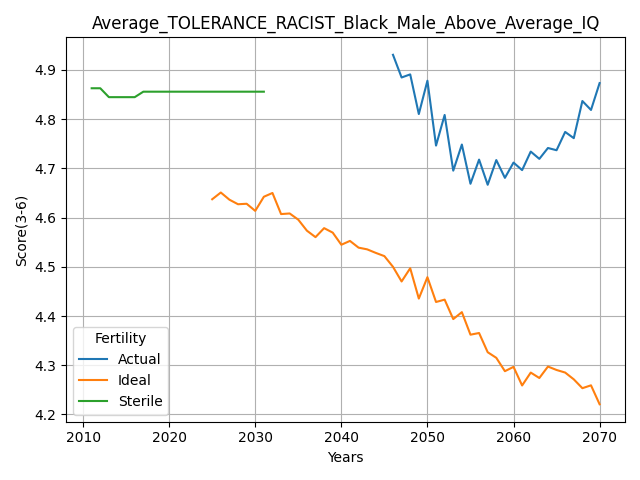 Average_TOLERANCE_RACIST_Black_Male_Above_Average_IQ
Score(3-6)
4.9
4.8
4.7
4.6
4.5
4.4
4.3
4.2
Fertility
Actual
Ideal
Sterile
2010 2020 2030 2040 2050 2060 2070
Years